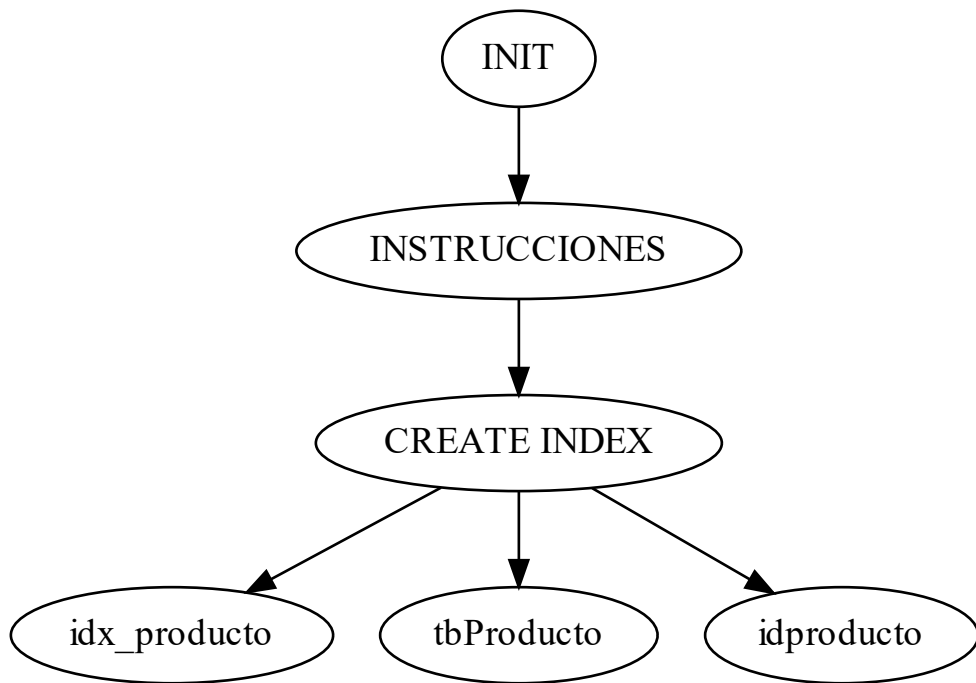 INIT
INSTRUCCIONES
CREATE INDEX
idx_producto
tbProducto
idproducto